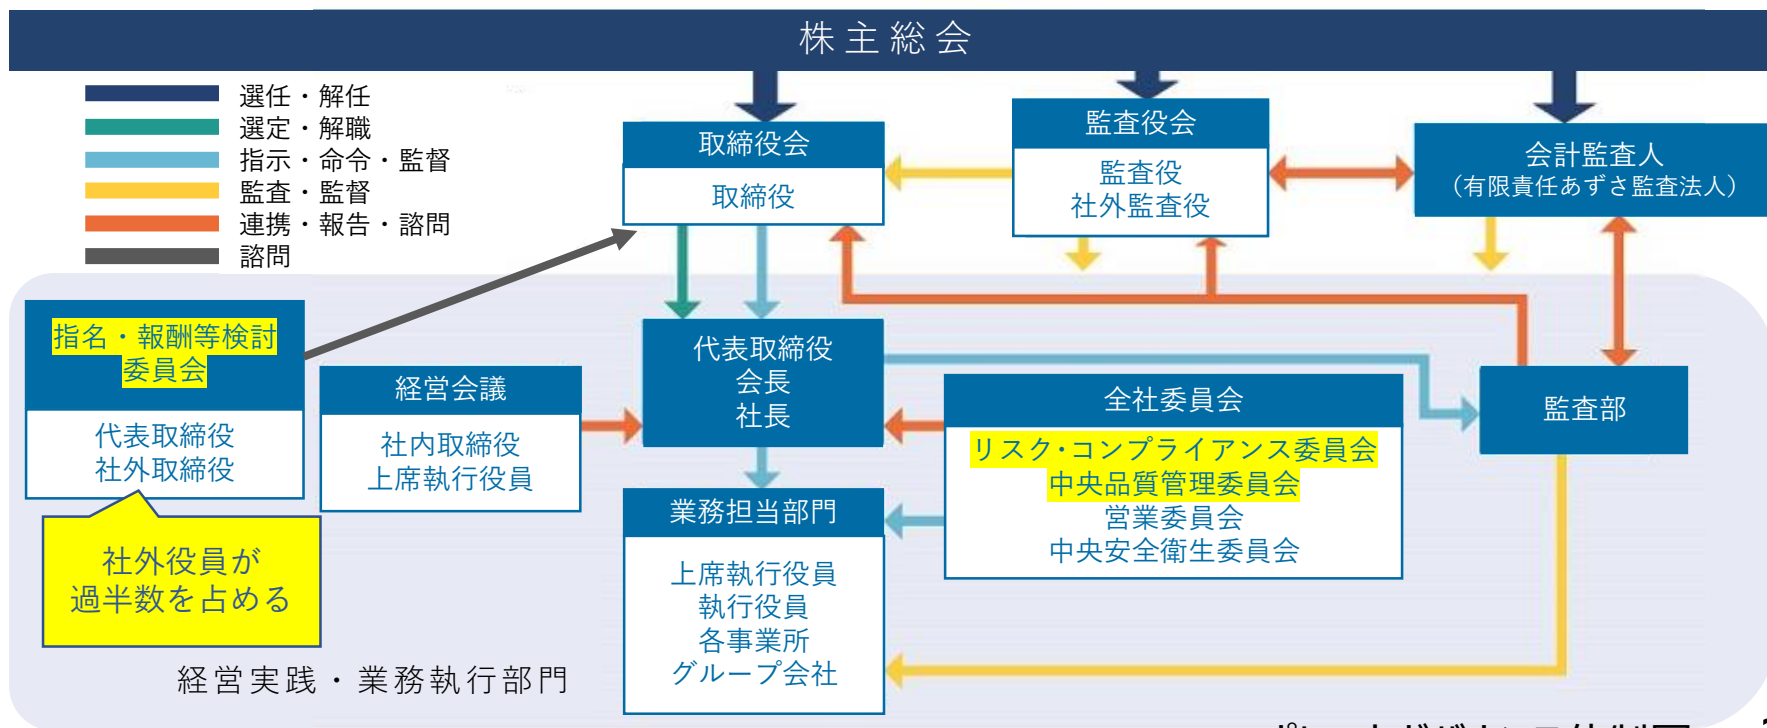 株主総会
選任・解任
選定・解職
指示・命令・監督
監査・監督
連携・報告・諮問
諮問
取締役会
取締役
監査役会
監査役
社外監査役
会計監査人
（有限責任あずさ監査法人）
指名・報酬等検討
委員会
代表取締役
社外取締役
社外役員が
過半数を占める
経営会議
社内取締役
上席執行役員
代表取締役
会長
社長
全社委員会
リスク・コンプライアンス委員会
中央品質管理委員会
営業委員会
中央安全衛生委員会
監査部
業務担当部門
上席執行役員
執行役員
各事業所
グループ会社
経営実践・業務執行部門